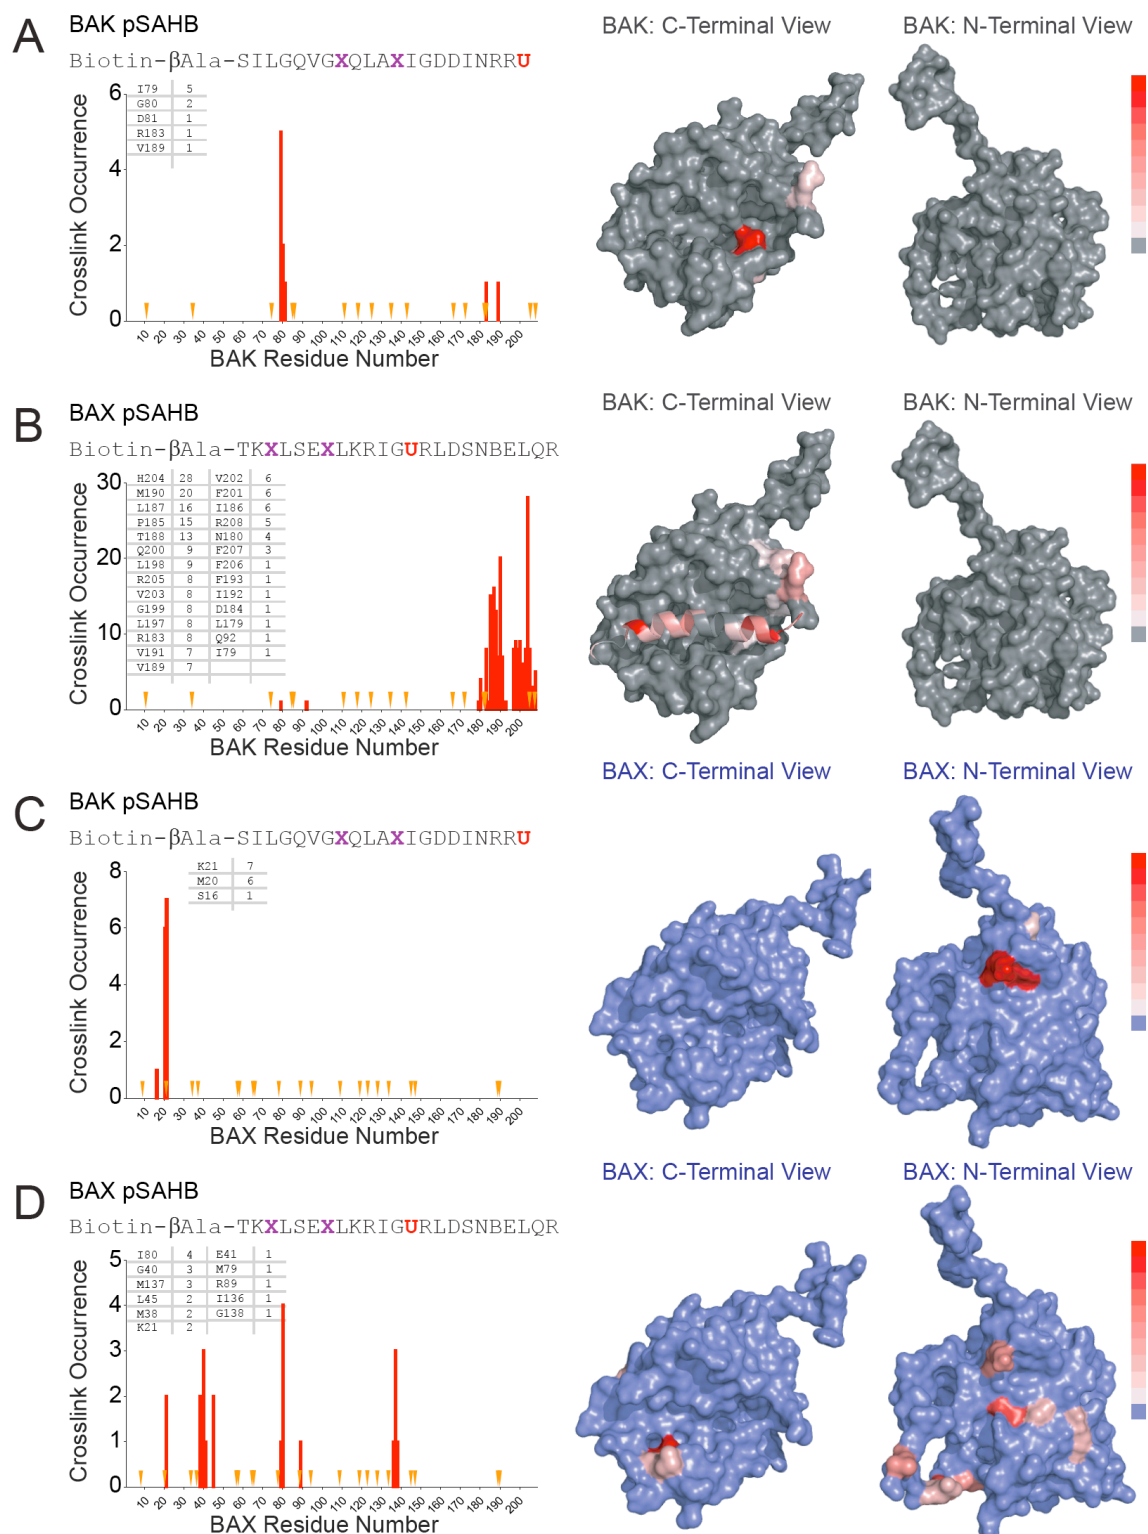 A
BAK pSAHB
Biotin-βAla-SILGQVGXQLAXIGDDINRRU
BAK: C-Terminal View
BAK: N-Terminal View
Crosslink Occurrence
6
4
2
0
I79 5
G80 2
D81 1
R183 1
V189 1
10 20 30 40 50 60 70 80 90 100 110 120 130 140 150 160 170 180 190 200
BAK Residue Number
B
BAX pSAHB
Biotin-βAla-TKXLSEXLKRIGURLDSNBELQR
BAK: C-Terminal View
BAK: N-Terminal View
Crosslink Occurrence
30
20
10
0
H204 28 V202 6
M190 20 F201 6
L187 16 I186 6
P185 15 R208 5
T188 13 N180 4
Q200 9 F207 3
L198 9 F206 1
R205 8 F193 1
V203 8 I192 1
G199 8 D184 1
L197 8 L179 1
R183 8 Q92 1
V191 7 I79 1
V189 7
10 20 30 40 50 60 70 80 90 100 110 120 130 140 150 160 170 180 190 200
BAK Residue Number
C
BAK pSAHB
Biotin-βAla-SILGQVGXQLAXIGDDINRRU
BAX: C-Terminal View
BAX: N-Terminal View
Crosslink Occurrence
8
6
4
2
0
K21 7
M20 6
S16 1
10 20 30 40 50 60 70 80 90 100 110 120 130 140 150 160 170 180 190 200
BAX Residue Number
D
BAX pSAHB
Biotin-βAla-TKXLSEXLKRIGURLDSNBELQR
BAX: C-Terminal View
BAX: N-Terminal View
Crosslink Occurrence
5
4
3
2
1
0
I80 4 E41 1
G40 3 M79 1
M137 3 R89 1
L45 2 I136 1
M38 2 G138 1
K21 2
10 20 30 40 50 60 70 80 90 100 110 120 130 140 150 160 170 180 190 200
BAX Residue Number